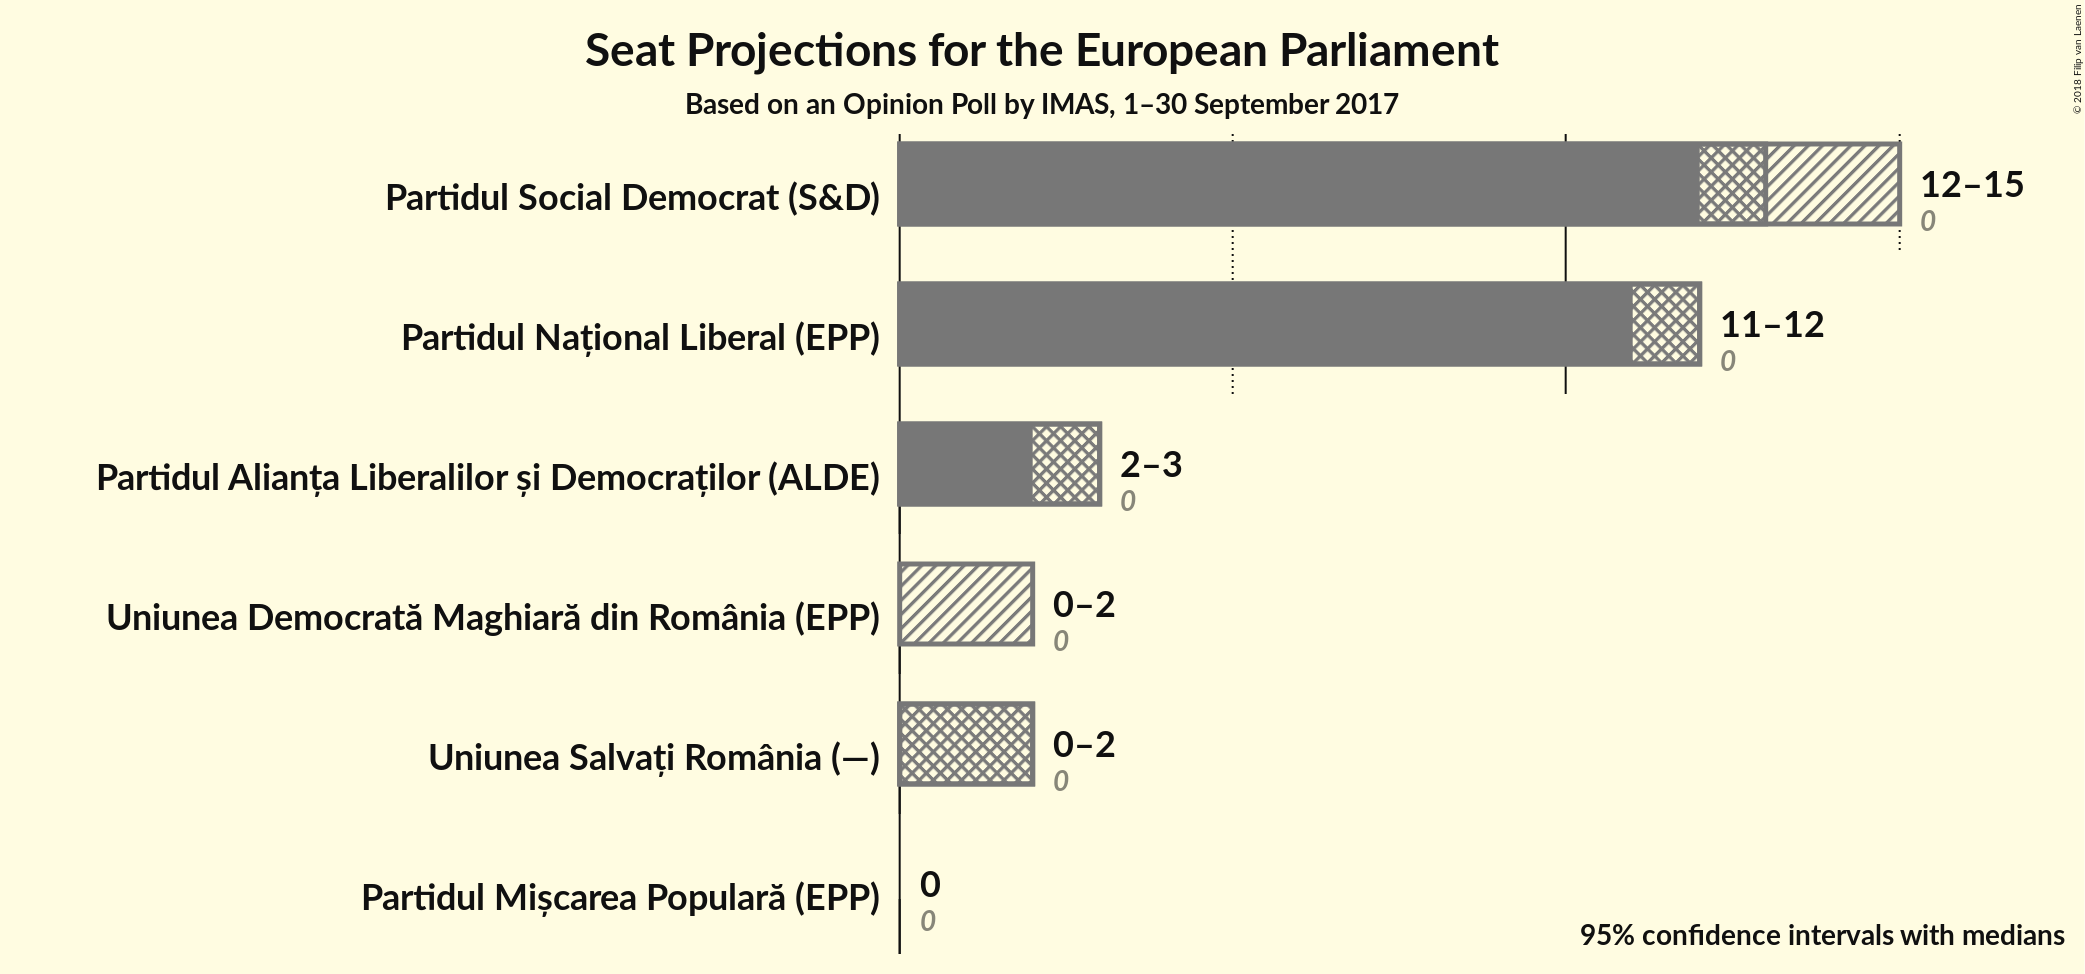 Seat Projections for the European Parliament
Based on an Opinion Poll by IMAS, 1–30 September 2017
© 2018 Filip van Laenen
Partidul Social Democrat (S&D)
12–15
0
Partidul Național Liberal (EPP)
11–12
0
Partidul Alianța Liberalilor și Democraților (ALDE)
2–3
0
Uniunea Democrată Maghiară din România (EPP)
0–2
0
Uniunea Salvați România (—)
0–2
0
Partidul Mișcarea Populară (EPP)
0
0
95% confidence intervals with medians